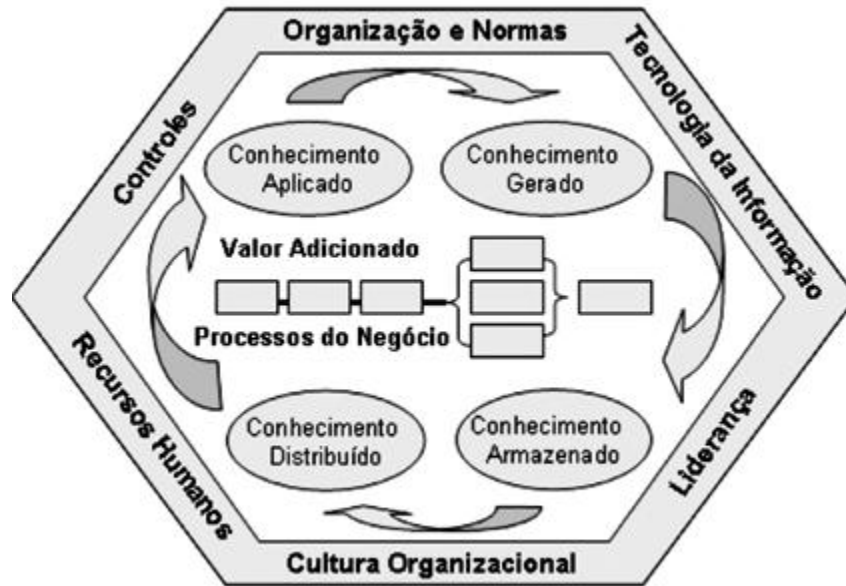 Organização e Normas
Tecnologia da Informação
Controles
Conhecimento
Aplicado
Conhecimento
Gerado
Valor Adicionado
Processos do Negócio
Recursos Humanos
Liderança
Conhecimento
Distribuído
Conhecimento
Armazenado
Cultura Organizacional